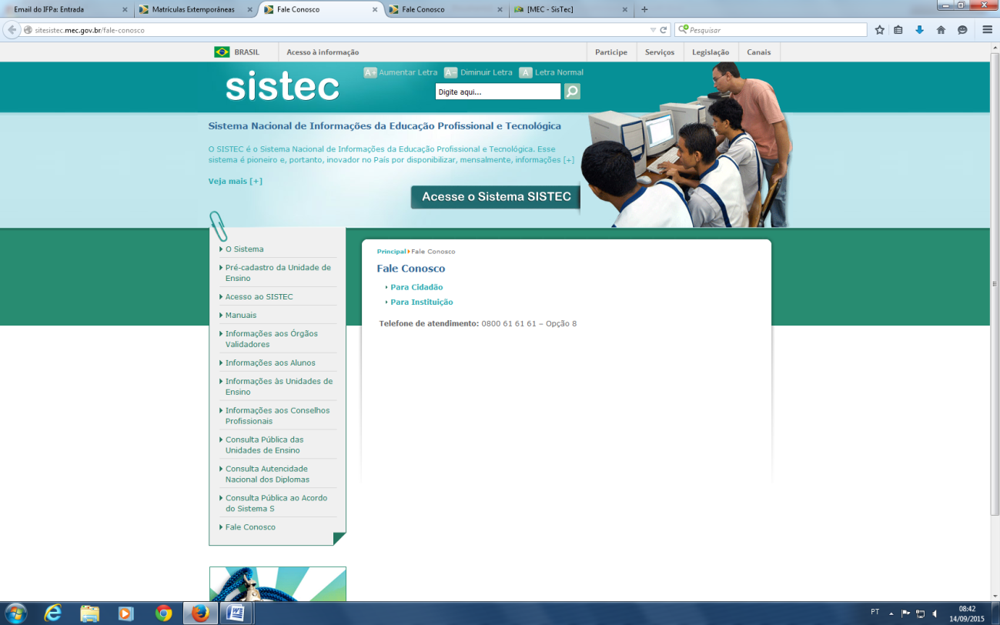 Email do IFPa: Entrada
Matrículas Extemporâneas
Fale Conosco
Fale Conosco
[MEC - SisTec]
sitesistec.mec.gov.br/fale-conosco
Pesquisar
BRASIL
Acesso à informação
Participe
Serviços
Legislação
Canais
sistec
A+ Aumentar Letra A- Diminuir Letra A Letra Normal
Digite aqui...
Sistema Nacional de Informações da Educação Profissional e Tecnológica
O SISTEC é o Sistema Nacional de Informações da Educação Profissional e Tecnológica. Esse
sistema é pioneiro e, portanto, inovador no País por disponibilizar, mensalmente, informações [+]
Veja mais [+]
Acesse o Sistema SISTEC
O Sistema
Pré-cadastro da Unidade de
Ensino
Acesso ao SISTEC
Manuais
Informações aos Órgãos
Validadores
Informações aos Alunos
Informações às Unidades de
Ensino
Informações aos Conselhos
Profissionais
Consulta Pública das
Unidades de Ensino
Consulta Autencidade
Nacional dos Diplomas
Consulta Pública ao Acordo
do Sistema S
Fale Conosco
Principal Fale Conosco
Fale Conosco
Para Cidadão
Para Instituição
Telefone de atendimento: 0800 61 61 61 – Opção 8
PT
08:42
14/09/2015